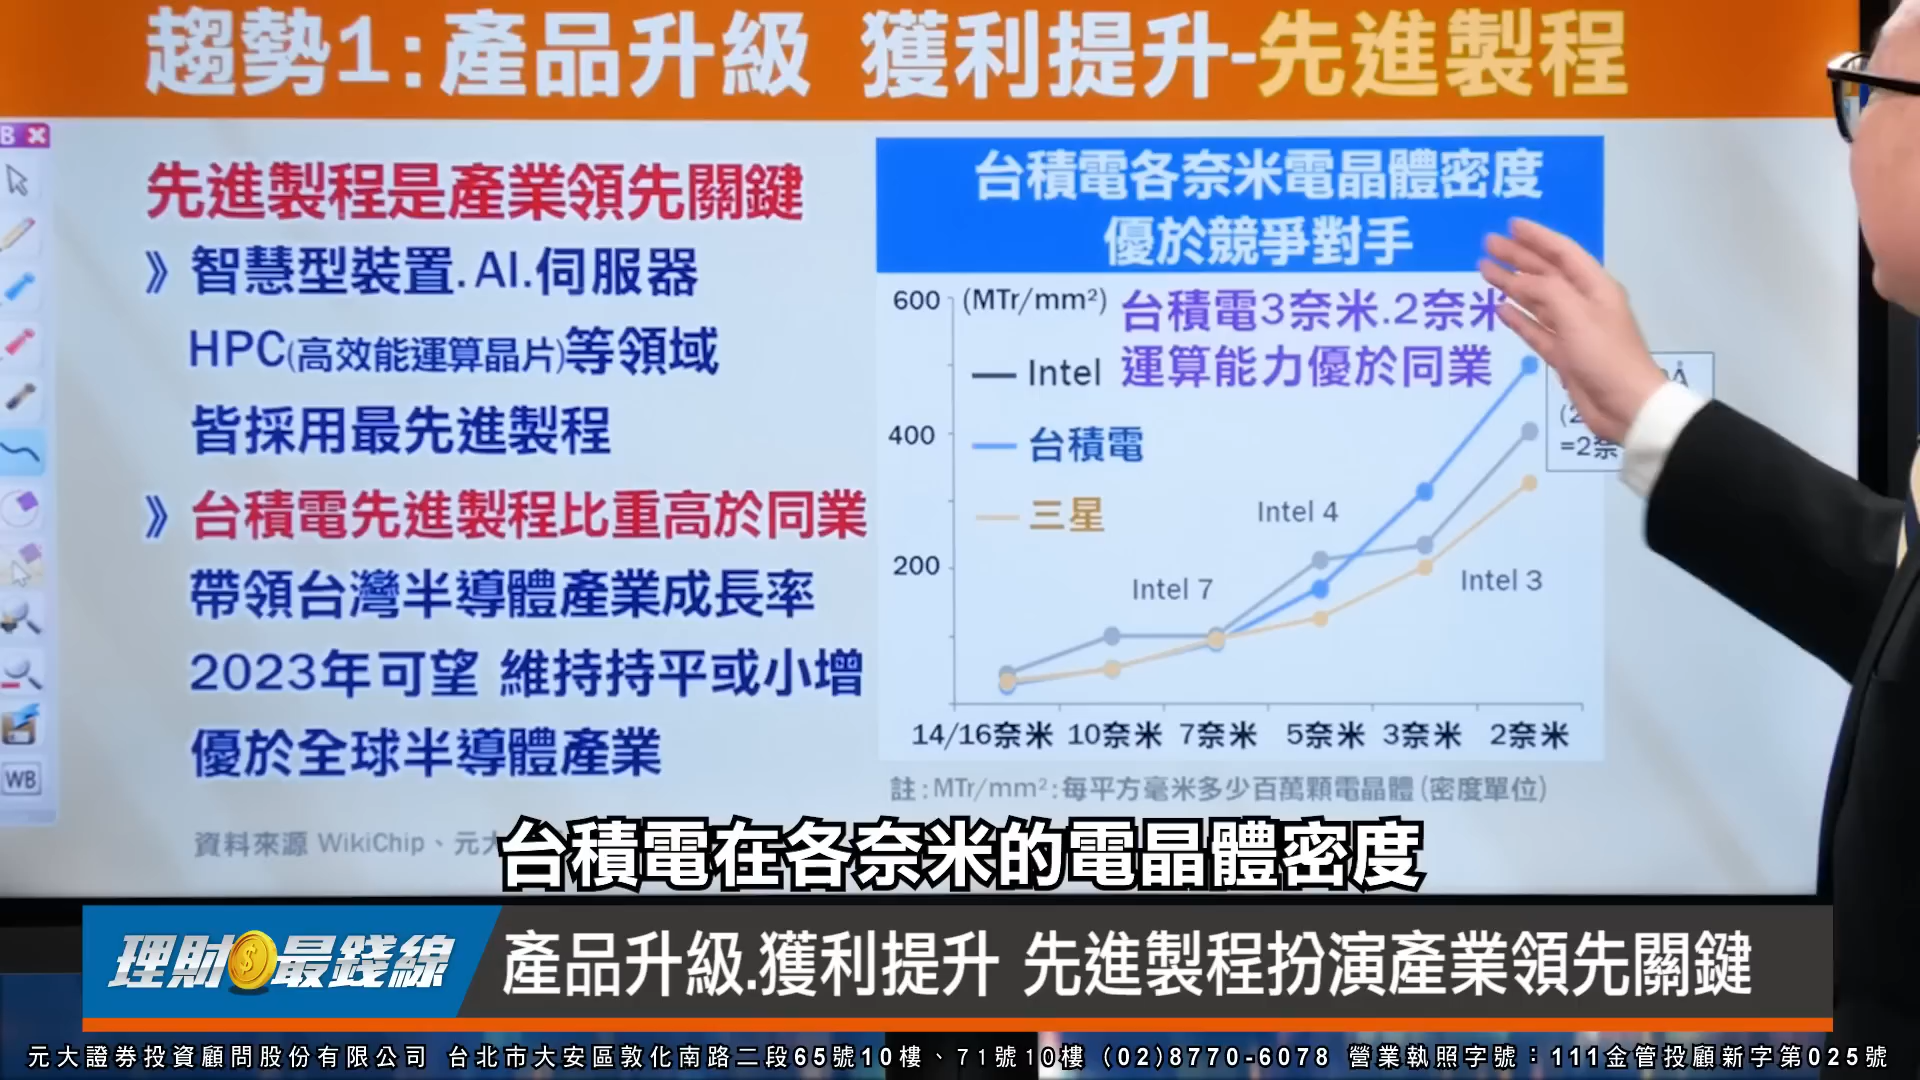 趨勢1:產品升級 獲利提升-先進製程
B
先進製程是產業領先關鍵
》智慧型裝置.AI.伺服器
HPC(高效能運算晶片)等領域
皆採用最先進製程
》台積電先進製程比重高於同業
帶領台灣半導體產業成長率
2023年可望 維持持平或小增
優於全球半導體產業
WB
資料來源 WikiChip、元大
台積電各奈米電晶體密度
優於競爭對手
600 (MTr/mm²)
台積電3奈米.2奈米
運算能力優於同業
Intel
400
台積電
三星
200
Intel 7
Intel 4
Intel 3
Å
(2
=2奈
14/16奈米 10奈米 7奈米 5奈米 3奈米 2奈米
註:MTr/mm²:每平方毫米多少百萬顆電晶體(密度單位)
台積電在各奈米的電晶體密度
理財最錢線
$
產品升級.獲利提升 先進製程扮演產業領先關鍵
元大證券投資顧問股份有限公司 台北市大安區敦化南路二段65號10樓、71號10樓 (02)8770-6078 營業執照字號：111金管投顧新字第025號